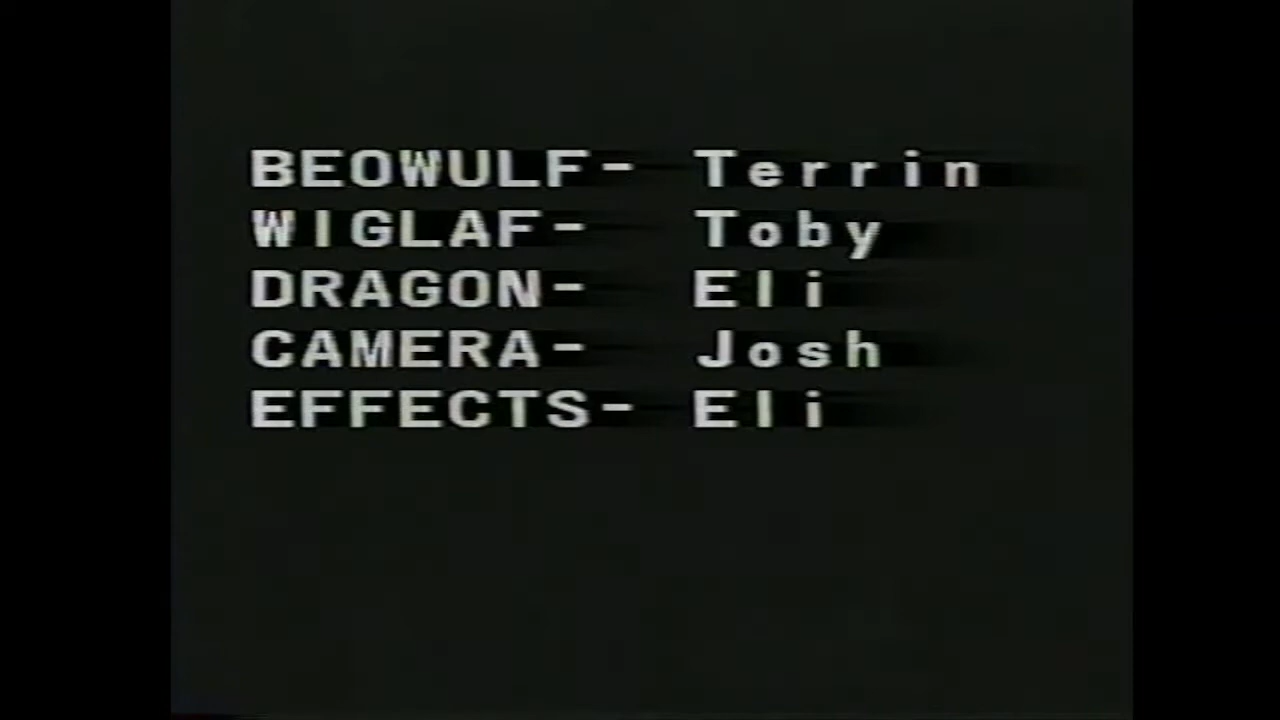 BEOWULF- Terrin
WIGLAF- Toby
DRAGON- Eli
CAMERA- Josh
EFFECTS- Eli